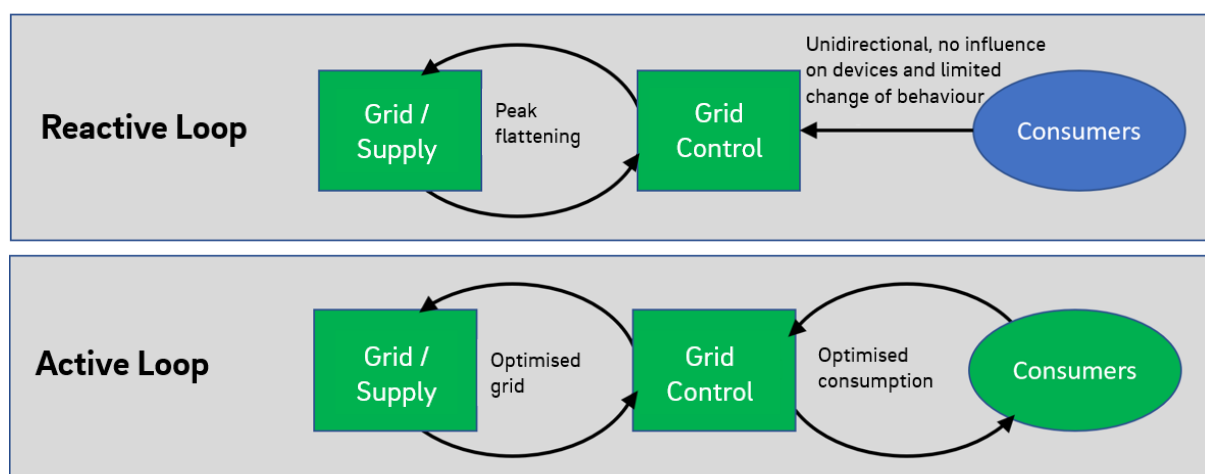 Reactive Loop
Grid /
Supply
Peak
flattening
Grid
Control
Unidirectional, no influence
on devices and limited
change of behaviour
Consumers
Active Loop
Grid /
Supply
Optimised
grid
Grid
Control
Optimised
consumption
Consumers